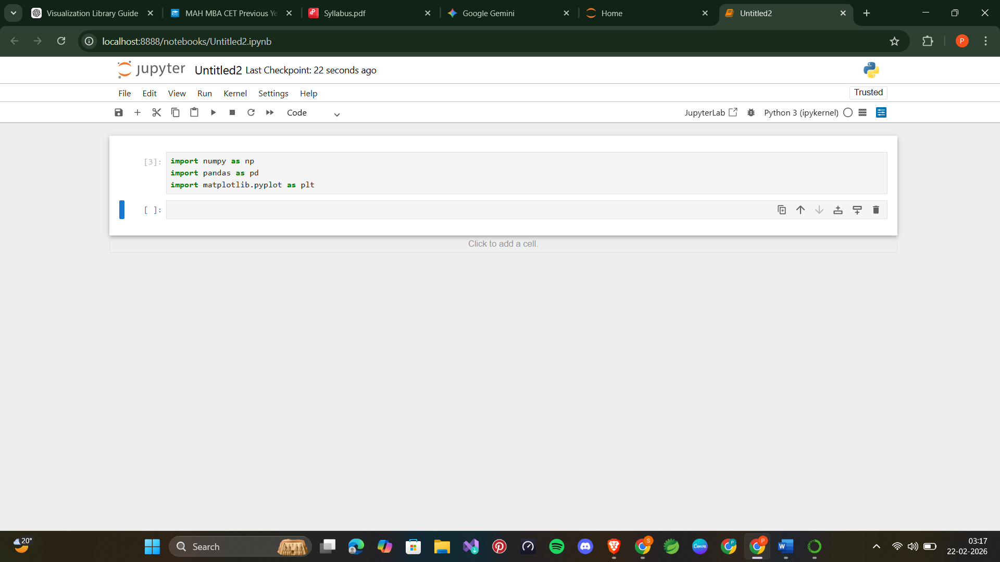 Visualization Library Guide
MAH MBA CET Previous Ye
Syllabus.pdf
Google Gemini
Home
Untitled2
localhost:8888/notebooks/Untitled2.ipynb
P
jupyter Untitled2 Last Checkpoint: 22 seconds ago
File Edit View Run Kernel Settings Help
Trusted
Code
JupyterLab
Python 3 (ipykernel)
[3]:
import numpy as np
import pandas as pd
import matplotlib.pyplot as plt
[ ]:
Click to add a cell.
20°
Search
S
Canva
P
P
W
03:17
22-02-2026